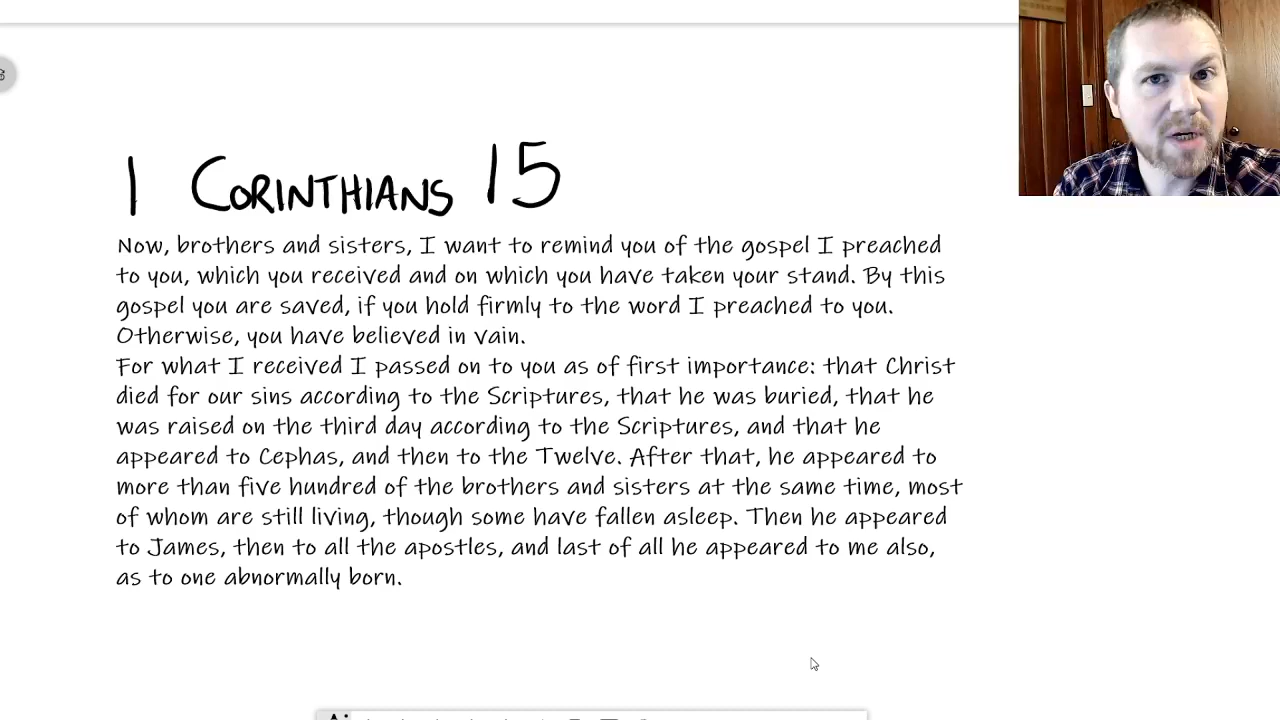 1 CORINTHIANS 15
Now, brothers and sisters, I want to remind you of the gospel I preached
to you, which you received and on which you have taken your stand. By this
gospel you are saved, if you hold firmly to the word I preached to you.
Otherwise, you have believed in vain.
For what I received I passed on to you as of first importance: that Christ
died for our sins according to the Scriptures, that he was buried, that he
was raised on the third day according to the Scriptures, and that he
appeared to Cephas, and then to the Twelve. After that, he appeared to
more than five hundred of the brothers and sisters at the same time, most
of whom are still living, though some have fallen asleep. Then he appeared
to James, then to all the apostles, and last of all he appeared to me also,
as to one abnormally born.